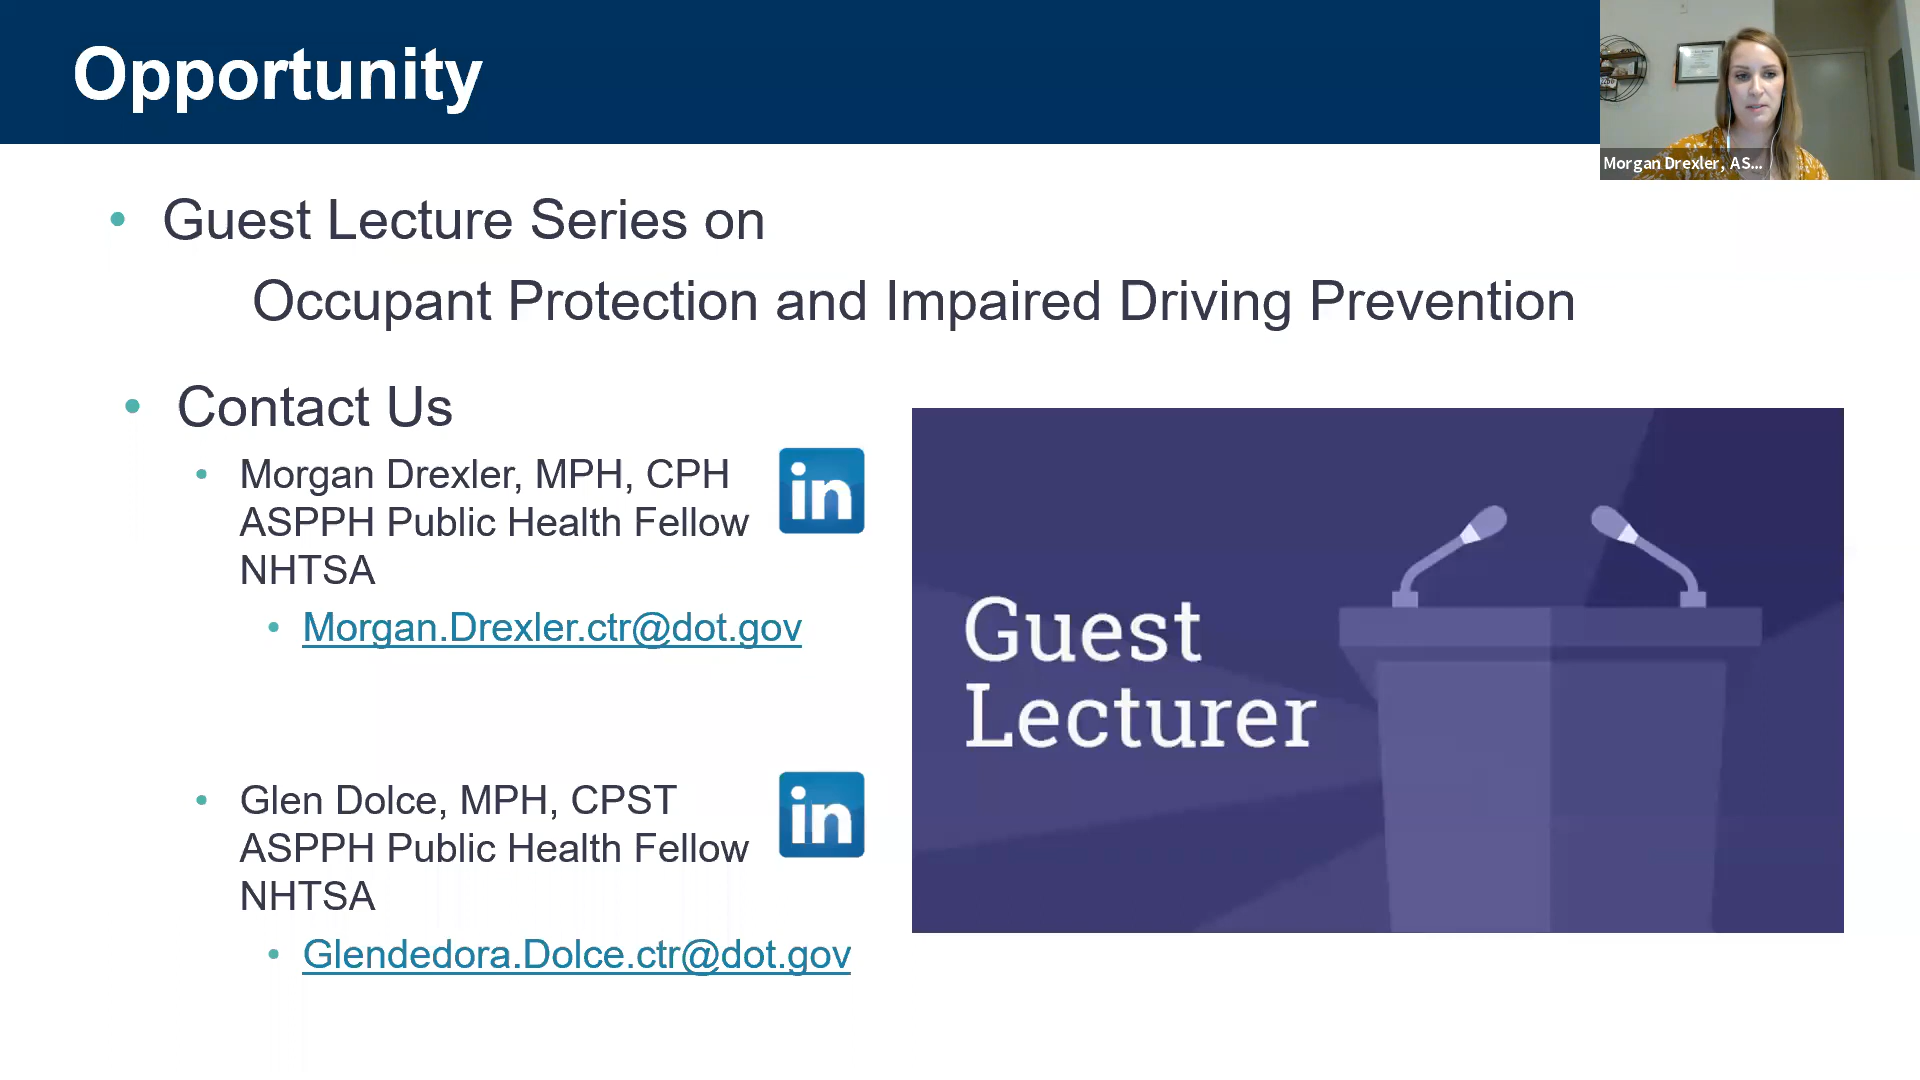 Opportunity
Morgan Drexler, AS...
Guest Lecture Series on
Occupant Protection and Impaired Driving Prevention
Contact Us
Morgan Drexler, MPH, CPH
ASPPH Public Health Fellow
NHTSA
Morgan.Drexler.ctr@dot.gov
in
Glen Dolce, MPH, CPST
ASPPH Public Health Fellow
NHTSA
Glendedora.Dolce.ctr@dot.gov
in
Guest
Lecturer